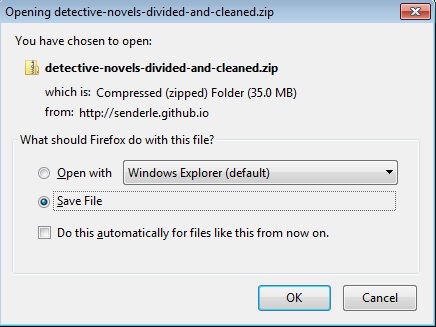 Opening detective-novels-divided-and-cleaned.zip
You have chosen to open:
detective-novels-divided-and-cleaned.zip
which is: Compressed (zipped) Folder (35.0 MB)
from: http://senderle.github.io
What should Firefox do with this file?
Open with Windows Explorer (default)
Save File
Do this automatically for files like this from now on.
OK Cancel